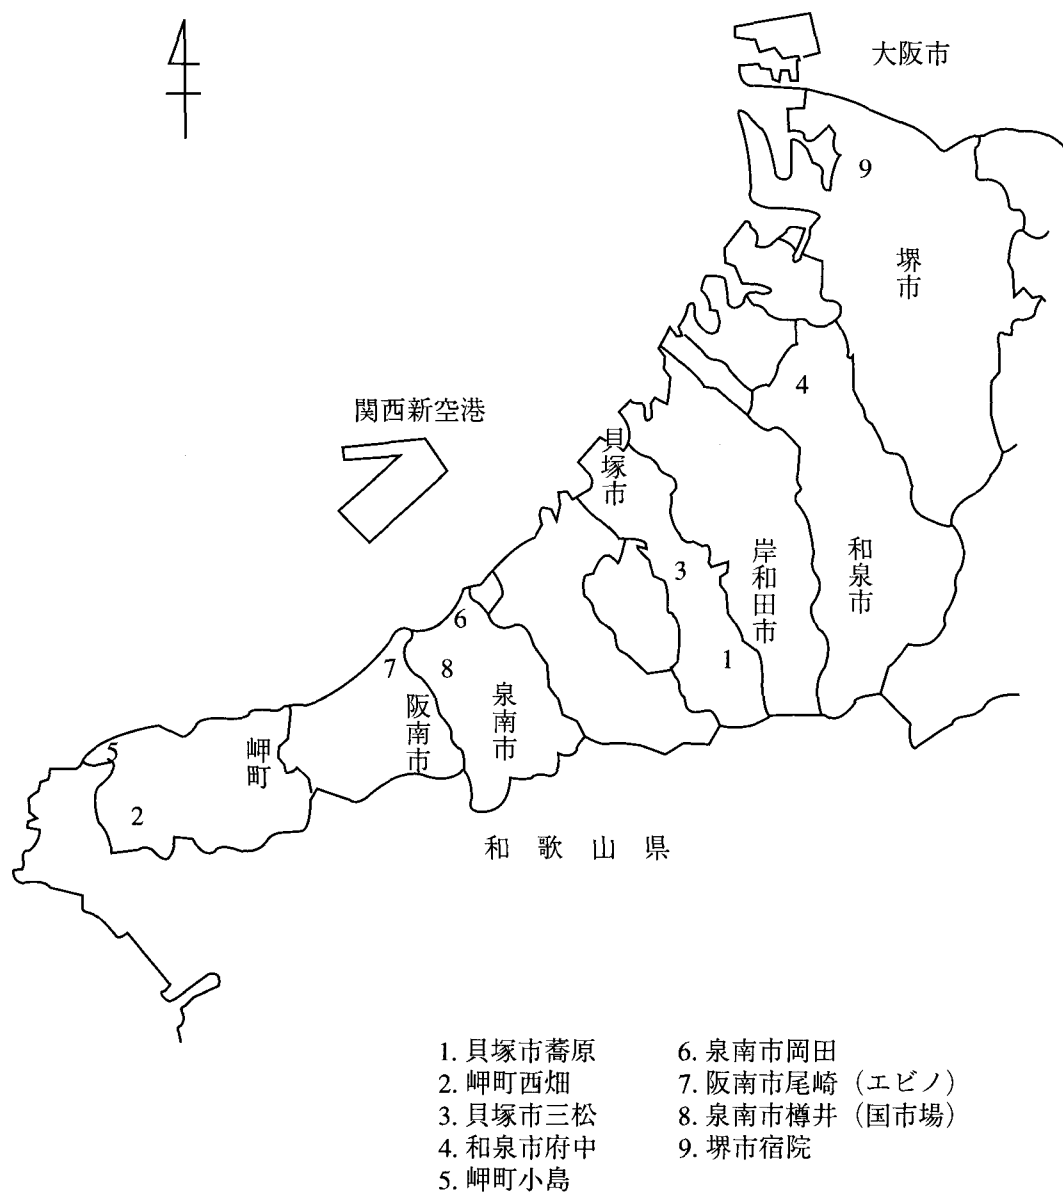 大阪市
9
堺市
4
関西新空港
貝塚市
3
岸和田市
和泉市
6
1
7
8
泉南市
阪南市
岬町
5
2
和歌山県
1. 貝塚市蕎原
2. 岬町西畑
3. 貝塚市三松
4. 和泉市府中
5. 岬町小島
6. 泉南市岡田
7. 阪南市尾崎（エビノ）
8. 泉南市樽井（国市場）
9. 堺市宿院